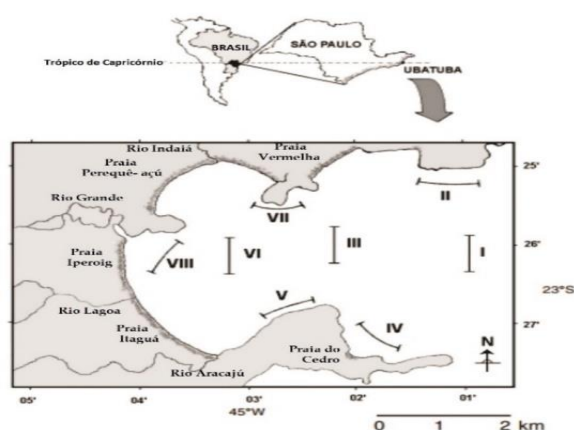 BRASIL
SÃO PAULO
Trópico de Capricórnio
UBATUBA
Rio Indaiá
Praia
Vermelha
Praia
Perequê- açú
25'
Rio Grande
II
VII
III
I
VI
VIII
26'
Praia
Iperoig
23°S
Rio Lagoa
V
IV
27'
Praia
Itaguá
Praia do
Cedro
N
Rio Aracajú
05'
04'
03'
02'
01'
45°W
0 1 2 km